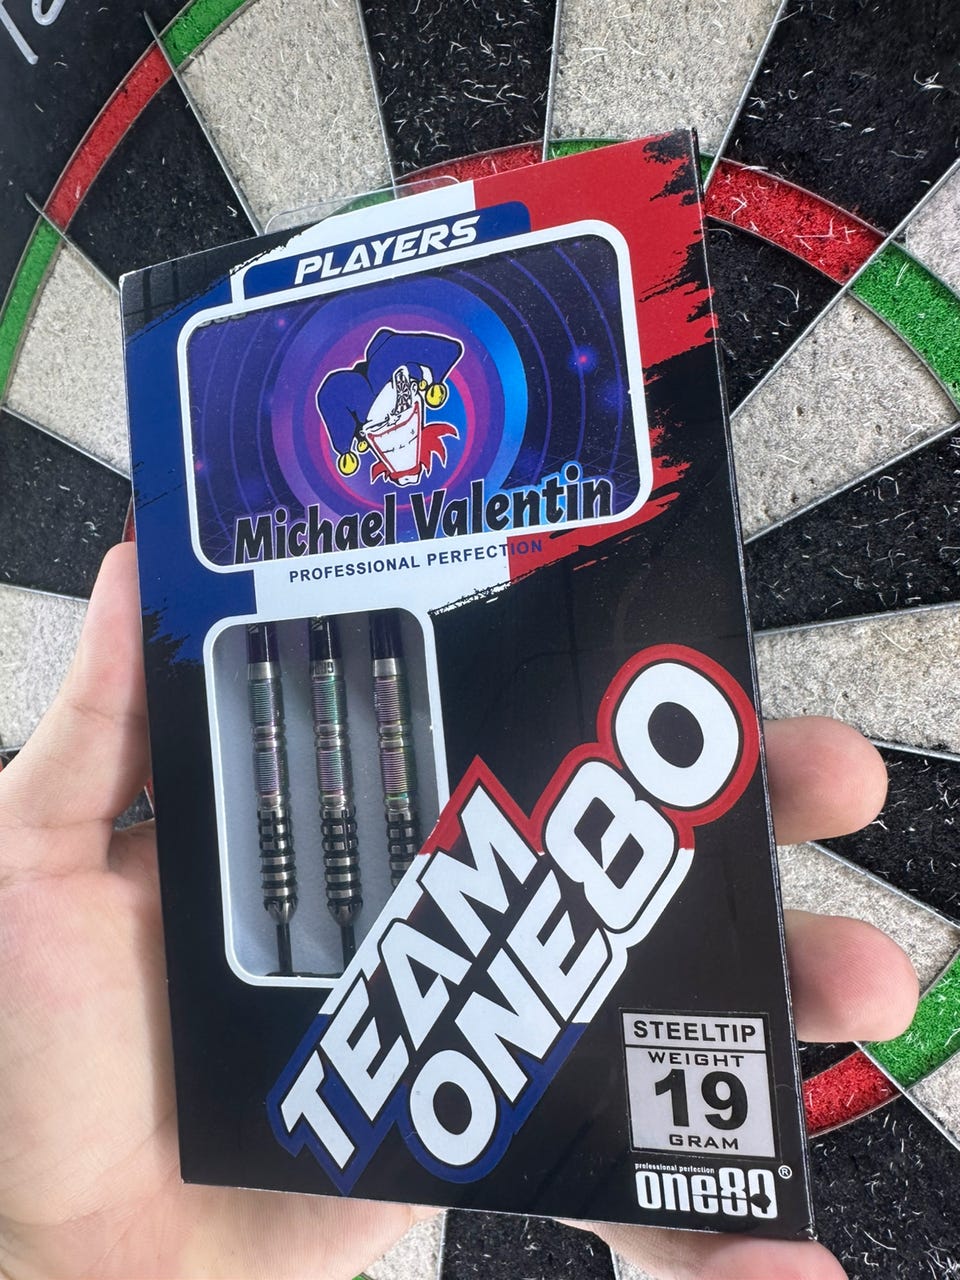 PLAYERS
Michael Valentin
PROFESSIONAL PERFECTION
TEAM
ONE80
STEELTIP
WEIGHT
19
GRAM
professional perfection
one80®